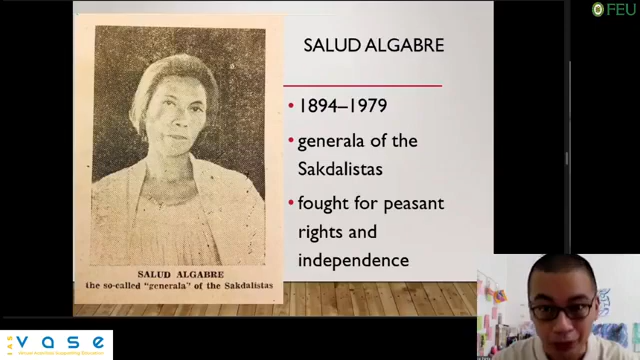 FEU
SALUD ALGABRE
• 1894–1979
• generala of the
Sakdalistas
• fought for peasant
rights and
independence
SALUD ALGABRE
the so-called "generala" of the Sakdalistas
IAS
vase